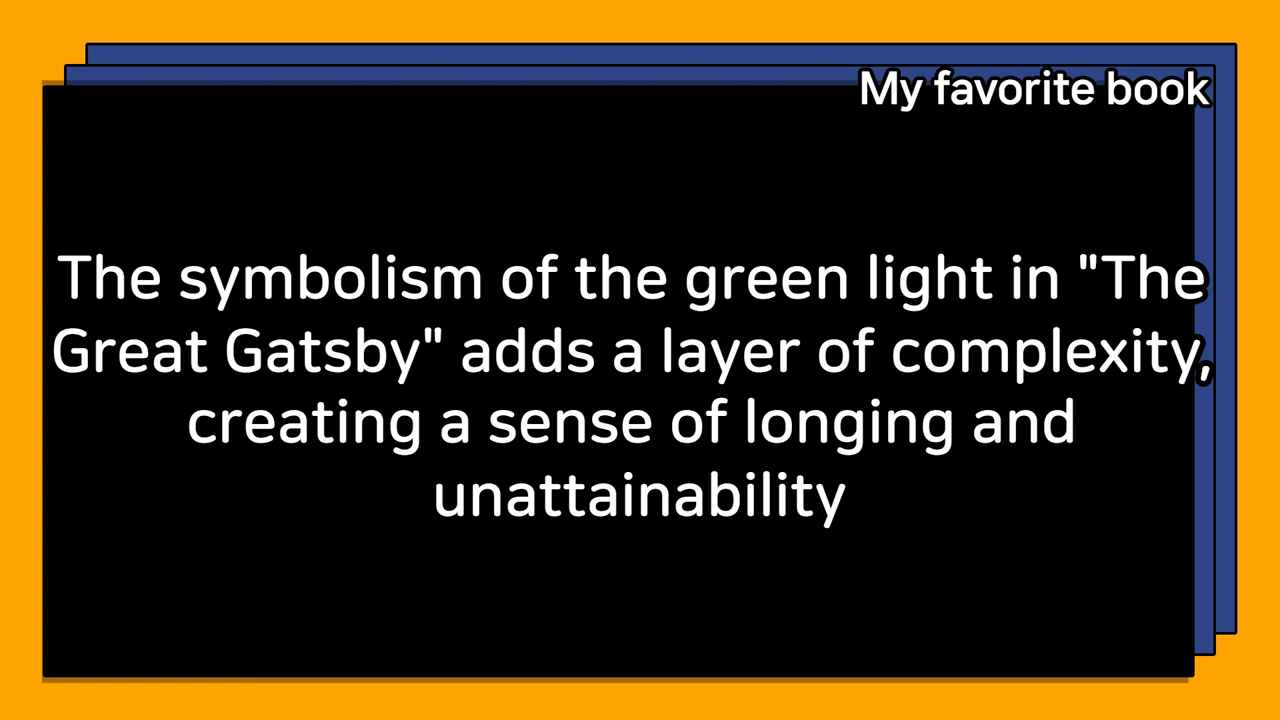 My favorite book
The symbolism of the green light in "The
Great Gatsby" adds a layer of complexity,
creating a sense of longing and
unattainability